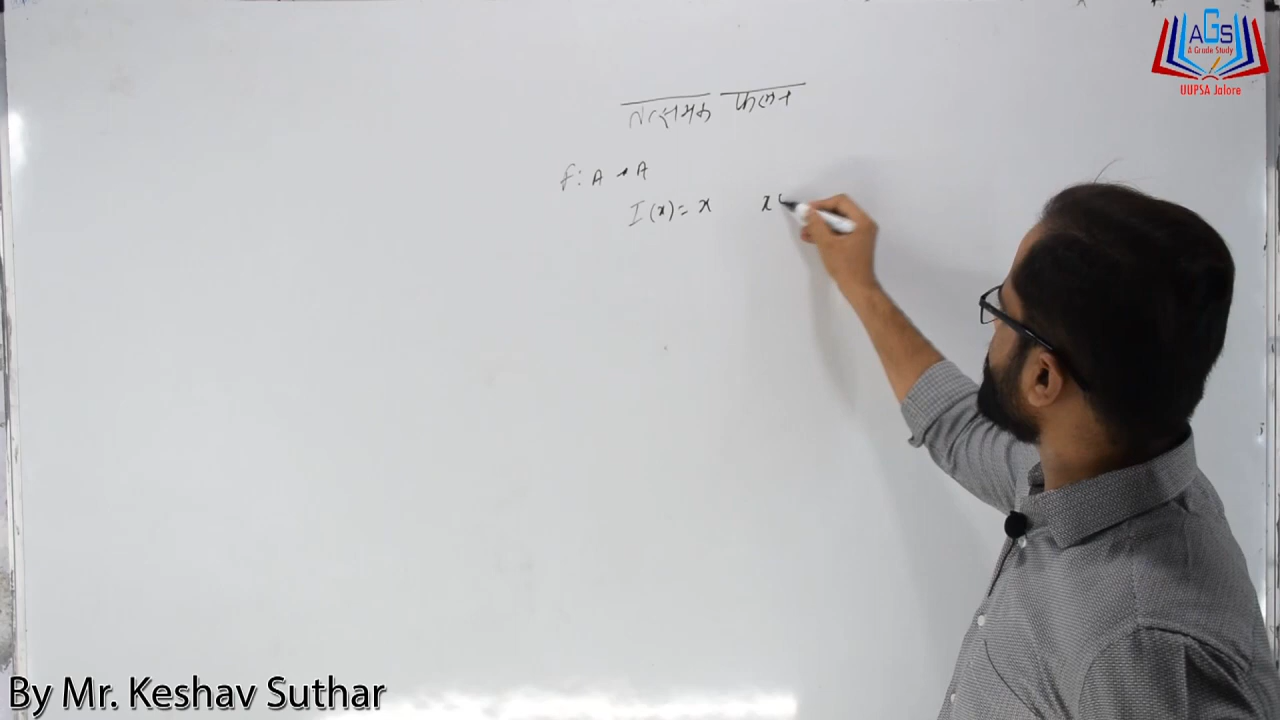 AGS
A Grade Study
UUPSA Jalore
तत्समक फलन
f: A → A
I(x) = x x
By Mr. Keshav Suthar